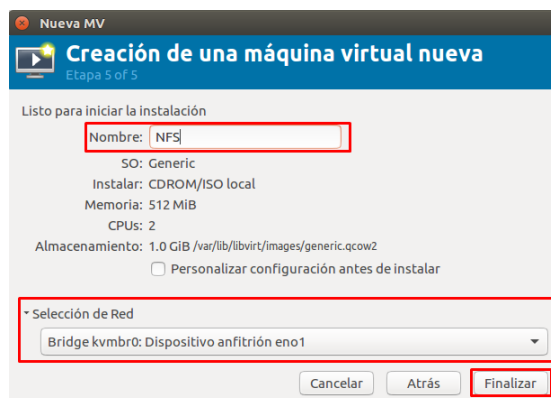 Nueva MV
Creación de una máquina virtual nueva
Etapa 5 of 5
Listo para iniciar la instalación
Nombre: NFS
SO: Generic
Instalar: CDROM/ISO local
Memoria: 512 MiB
CPUs: 2
Almacenamiento: 1.0 GiB /var/lib/libvirt/images/generic.qcow2
Personalizar configuración antes de instalar
Selección de Red
Bridge kvmbr0: Dispositivo anfitrión eno1
Cancelar Atrás Finalizar